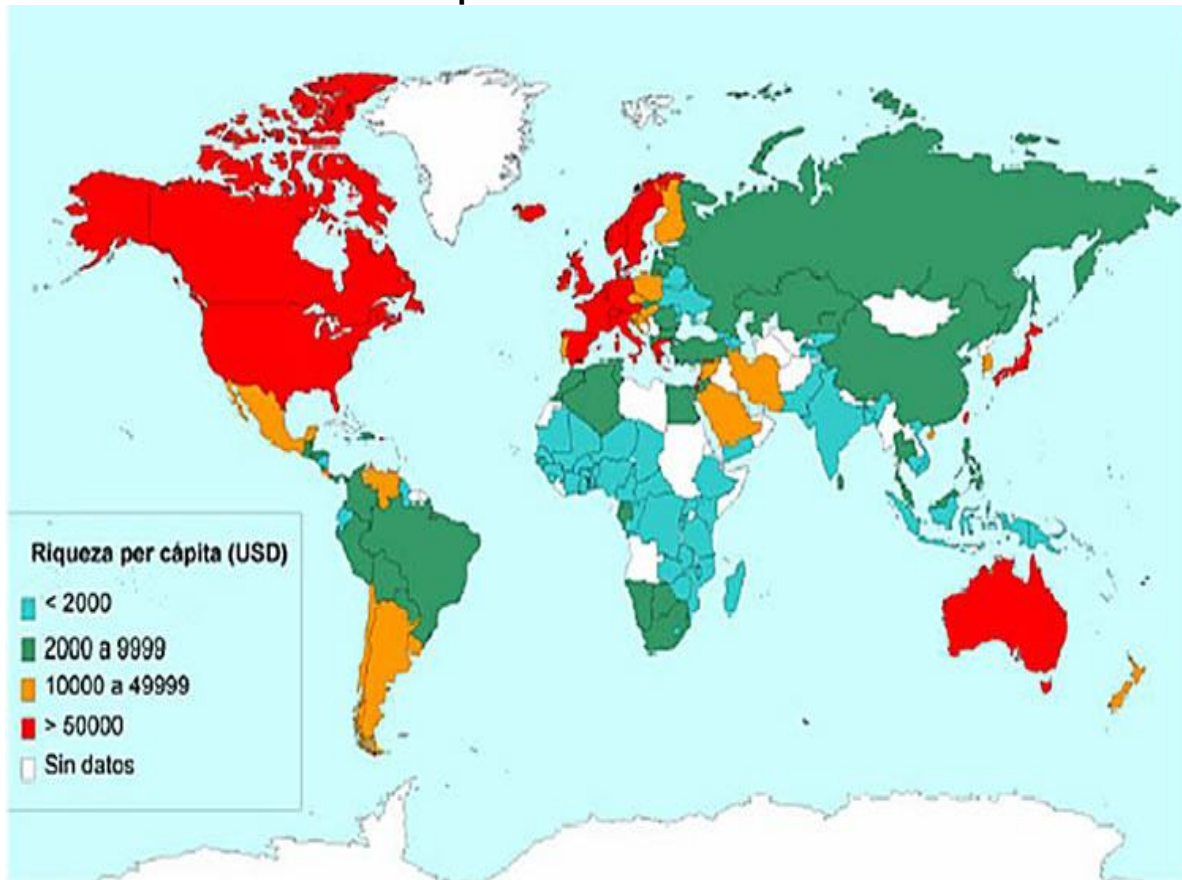 Riqueza per cápita (USD)
< 2000
2000 a 9999
10000 a 49999
> 50000
Sin datos